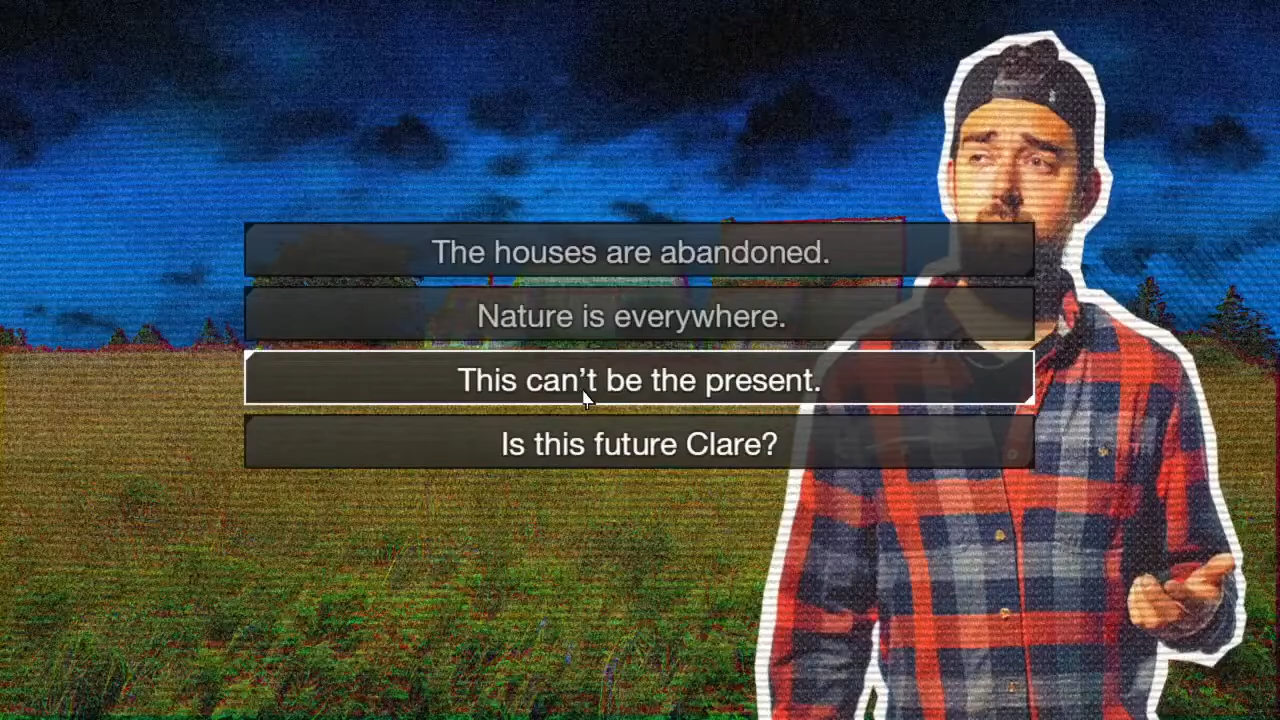 The houses are abandoned.
Nature is everywhere.
This can't be the present.
Is this future Clare?